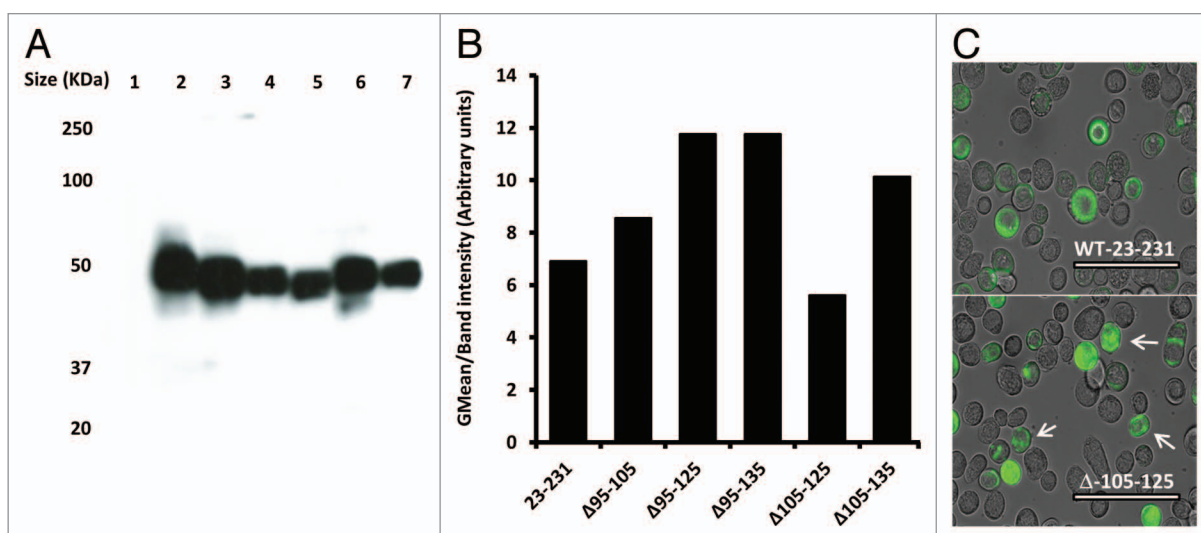 A
Size (KDa) 1 2 3 4 5 6 7
250
100
50
37
20
B
GMean/Band intensity (Arbitrary units)
14
12
10
8
6
4
2
0
23-231
Δ95-105
Δ95-125
Δ95-135
Δ105-125
Δ105-135
C
WT-23-231
Δ-105-125